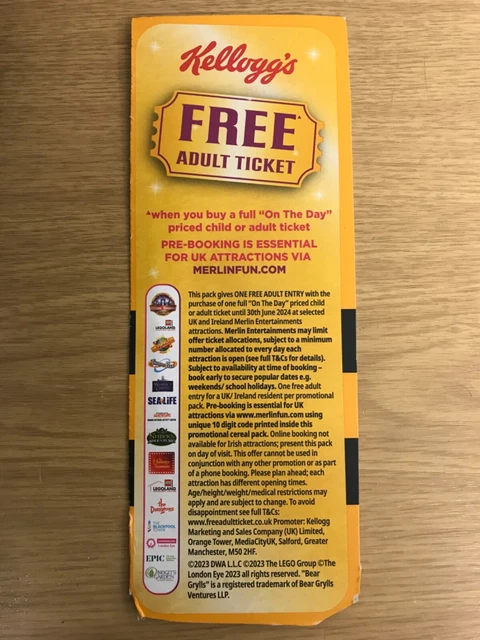 Kellogg's
FREE*
ADULT TICKET
*when you buy a full "On The Day"
priced child or adult ticket
PRE-BOOKING IS ESSENTIAL
FOR UK ATTRACTIONS VIA
MERLINFUN.COM
This pack gives ONE FREE ADULT ENTRY with the
purchase of one full "On The Day" priced child
or adult ticket until 30th June 2024 at selected
UK and Ireland Merlin Entertainments
attractions. Merlin Entertainments may limit
offer ticket allocations, subject to a minimum
number allocated to every day each
attraction is open (see full T&Cs for details).
Subject to availability at time of booking –
book early to secure popular dates e.g.
weekends/ school holidays. One free adult
entry for a UK/ Ireland resident per promotional
pack. Pre-booking is essential for UK
attractions via www.merlinfun.com using
unique 10 digit code printed inside this
promotional cereal pack. Online booking not
available for Irish attractions; present this pack
on day of visit. This offer cannot be used in
conjunction with any other promotion or as part
of a phone booking. Please plan ahead; each
attraction has different opening times.
Age/height/weight/medical restrictions may
apply and are subject to change. To avoid
disappointment see full T&Cs:
www.freeadultticket.co.uk Promoter: Kellogg
Marketing and Sales Company (UK) Limited,
Orange Tower, MediaCityUK, Salford, Greater
Manchester, M50 2HF.
©2023 DWA L.L.C ©2023 The LEGO Group ©The
London Eye 2023 all rights reserved. "Bear
Grylls" is a registered trademark of Bear Grylls
Ventures LLP.
LEGOLAND
SEA LIFE
LEGOLAND
the Dungeons
THE BLACKPOOL TOWER
EPIC